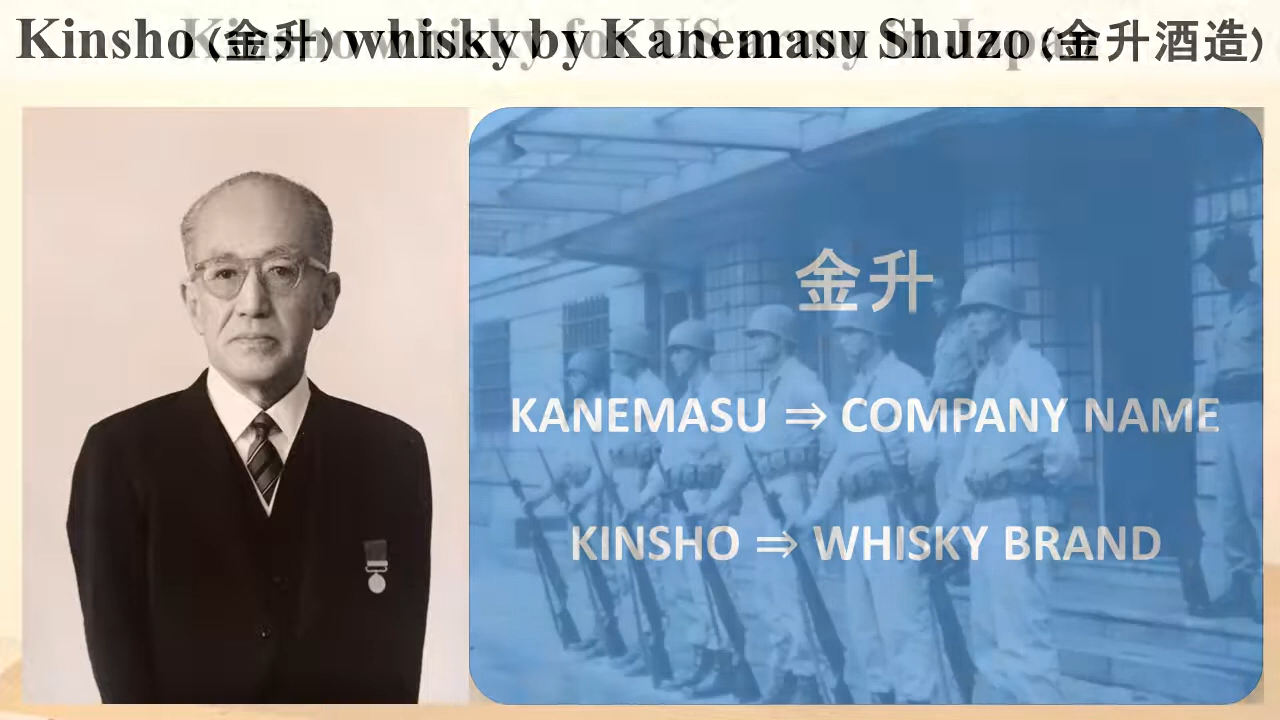 Kinsho (金升) whisky by Kanemasu Shuzo (金升酒造)
金升
KANEMASU ⇒ COMPANY NAME
KINSHO ⇒ WHISKY BRAND